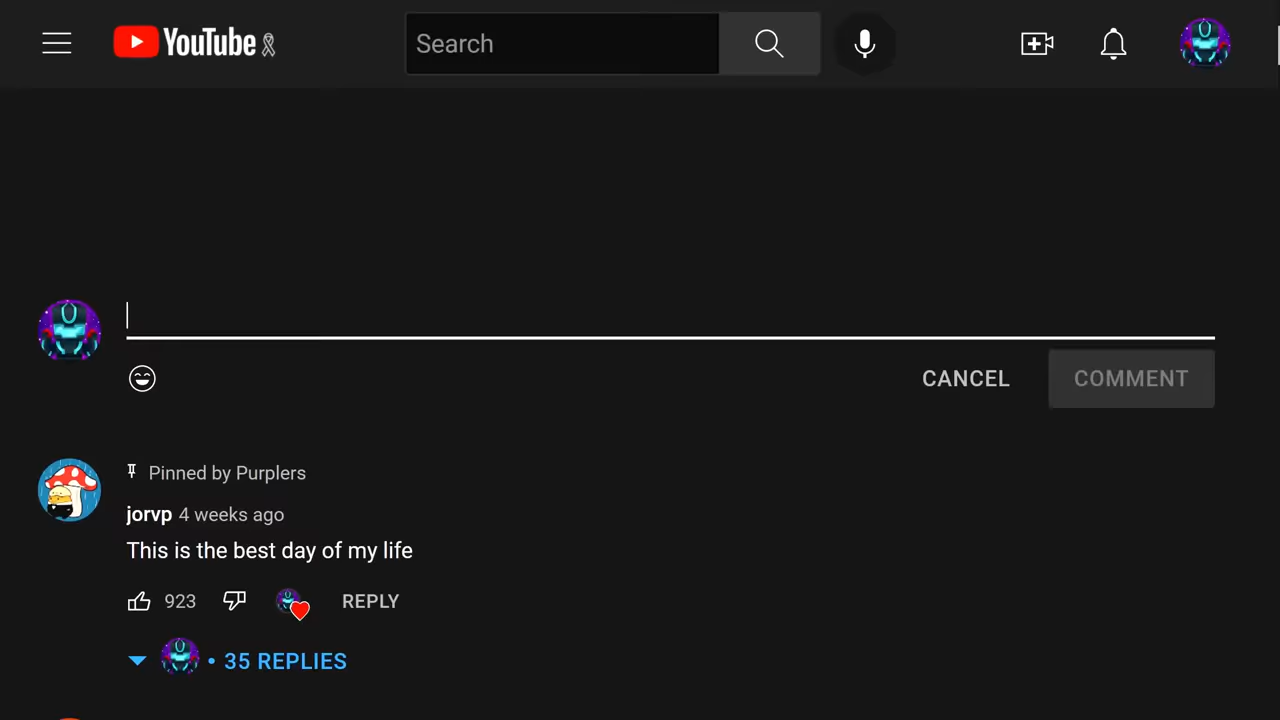 YouTube
Search
CANCEL
COMMENT
Pinned by Purplers
jorvp 4 weeks ago
This is the best day of my life
923
REPLY
• 35 REPLIES